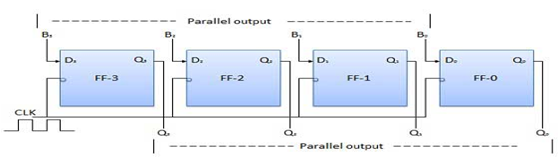 Parallel output
B₃ B₂ B₁ B₀
D₃ Q₃ D₂ Q₂ D₁ Q₁ D₀ Q₀
FF-3 FF-2 FF-1 FF-0
CLK
Q₃ Q₂ Q₁ Q₀
Parallel output